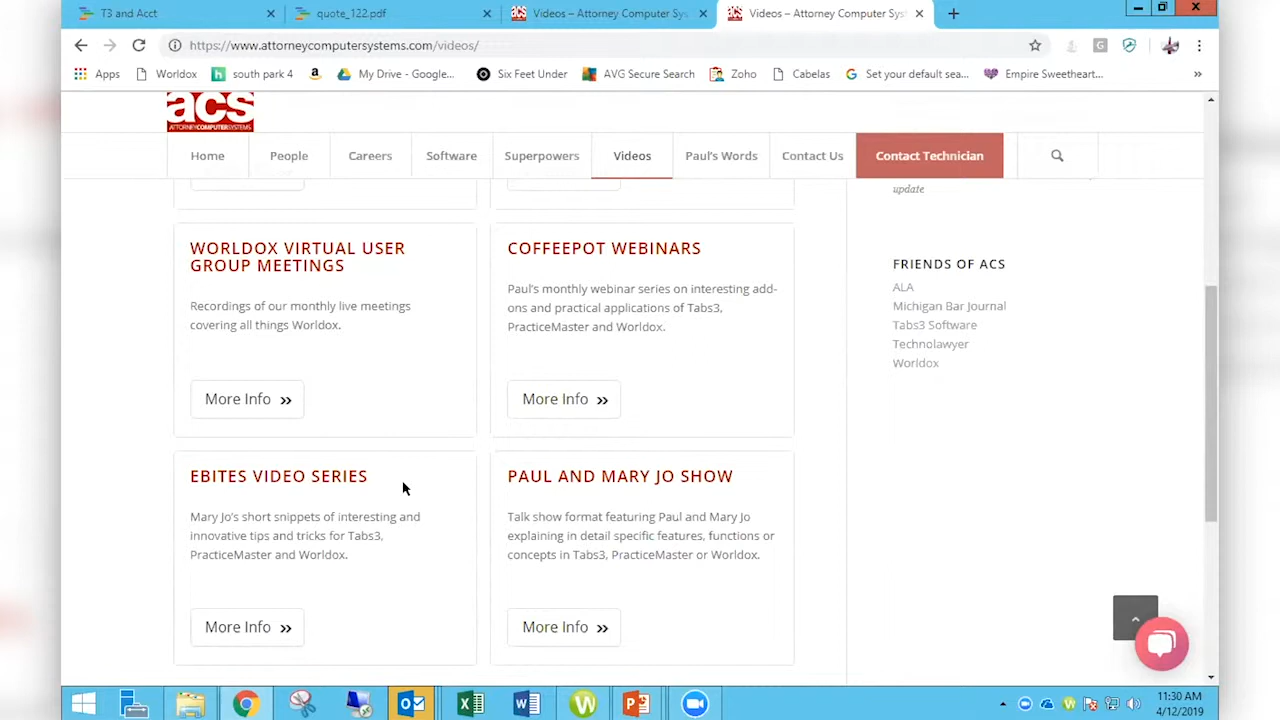 T3 and Acct
quote_122.pdf
Videos – Attorney Computer Sys
Videos – Attorney Computer Sys
https://www.attorneycomputersystems.com/videos/
Apps
Worldox
south park 4
My Drive - Google...
Six Feet Under
AVG Secure Search
Zoho
Cabelas
Set your default sea...
Empire Sweetheart...
acs
ATTORNEYCOMPUTERSYSTEMS
Home
People
Careers
Software
Superpowers
Videos
Paul's Words
Contact Us
Contact Technician
update
WORLDOX VIRTUAL USER
GROUP MEETINGS
Recordings of our monthly live meetings
covering all things Worldox.
More Info »
COFFEEPOT WEBINARS
Paul's monthly webinar series on interesting add-
ons and practical applications of Tabs3,
PracticeMaster and Worldox.
More Info »
FRIENDS OF ACS
ALA
Michigan Bar Journal
Tabs3 Software
Technolawyer
Worldox
EBITES VIDEO SERIES
Mary Jo's short snippets of interesting and
innovative tips and tricks for Tabs3,
PracticeMaster and Worldox.
More Info »
PAUL AND MARY JO SHOW
Talk show format featuring Paul and Mary Jo
explaining in detail specific features, functions or
concepts in Tabs3, PracticeMaster or Worldox.
More Info »
11:30 AM
4/12/2019